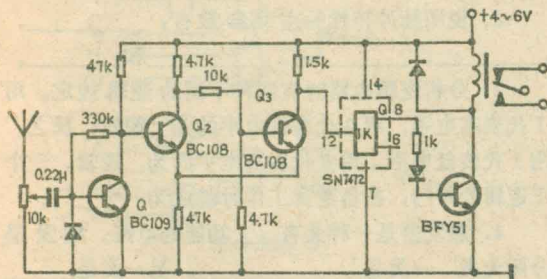 +4~6V
47k
4.7k
1.5k
10k
Q3
14
330k
Q2
Q 8
1K
12
6
1k
BC108
BC108
SN7472
0.22μ
Q
47k
4.7k
7
BFY51
10k
BC109